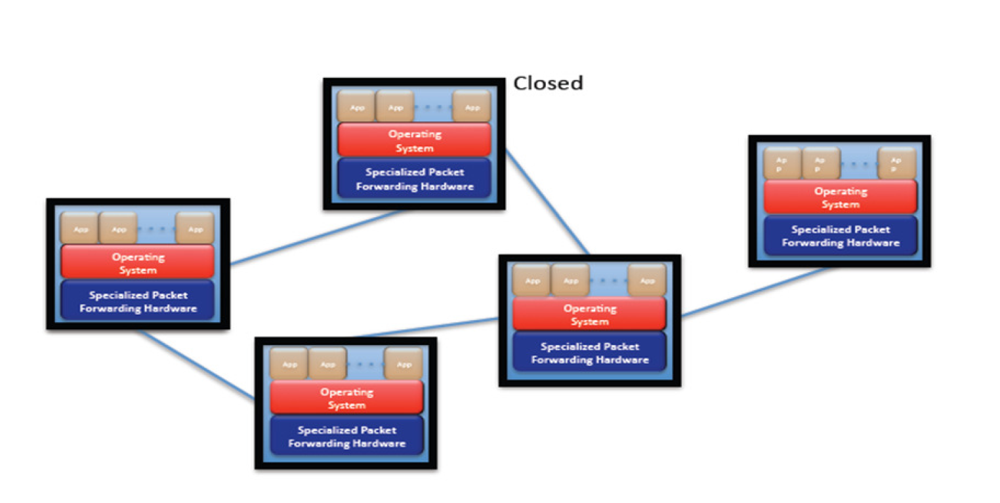 Closed
App App App
Operating
System
Specialized Packet
Forwarding Hardware
Ap
p
Ap
p
Ap
p
Operating
System
Specialized Packet
Forwarding Hardware
App App App
Operating
System
Specialized Packet
Forwarding Hardware
App App App
Operating
System
Specialized Packet
Forwarding Hardware
App App App
Operating
System
Specialized Packet
Forwarding Hardware